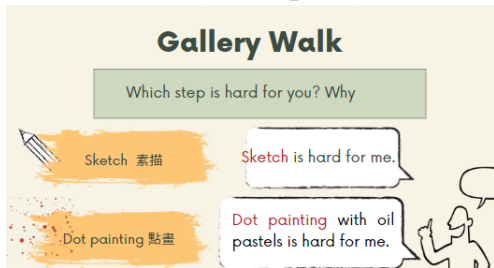 Gallery Walk
Which step is hard for you? Why
Sketch 素描
Sketch is hard for me.
Dot painting 點畫
Dot painting with oil
pastels is hard for me.